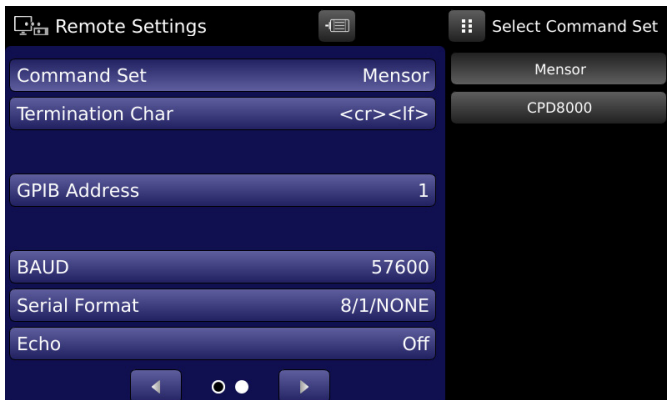 Remote Settings
Command Set Mensor
Termination Char <cr><lf>
GPIB Address 1
BAUD 57600
Serial Format 8/1/NONE
Echo Off
Select Command Set
Mensor
CPD8000